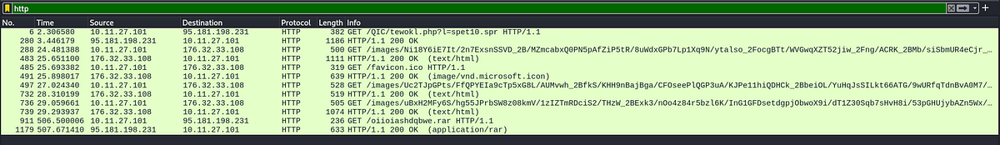 http
No. Time Source Destination Protocol Length Info
6 2.306580 10.11.27.101 95.181.198.231 HTTP 382 GET /QIC/tewokl.php?l=spet10.spr HTTP/1.1
280 3.446179 95.181.198.231 10.11.27.101 HTTP 1186 HTTP/1.1 200 OK
288 24.481388 10.11.27.101 176.32.33.108 HTTP 500 GET /images/Ni18Y6iE7It/2n7ExsnSSVD_2B/MZmcabxQ0PN5pAfZiP5tR/8uWdxGPb7Lp1Xq9N/ytalso_2FocgBTt/WVGwqXZT52jiw_2Fng/ACRK_2BMb/siSbmUR4eCjr_…
483 25.651100 176.32.33.108 10.11.27.101 HTTP 1111 HTTP/1.1 200 OK (text/html)
485 25.693382 10.11.27.101 176.32.33.108 HTTP 319 GET /favicon.ico HTTP/1.1
491 25.898017 176.32.33.108 10.11.27.101 HTTP 639 HTTP/1.1 200 OK (image/vnd.microsoft.icon)
497 27.024340 10.11.27.101 176.32.33.108 HTTP 528 GET /images/Uc2TJpGPts/FfQPYEIa9cTp5xG8L/AUMvwh_2BfkS/KHH9nBajBga/CFOseePlQGP3uA/KJPe11hiQDHCk_2BbeiOL/YuHqJsSILkt66ATG/9wURfqTdnBvA0M7/…
732 28.310199 176.32.33.108 10.11.27.101 HTTP 519 HTTP/1.1 200 OK (text/html)
736 29.059661 10.11.27.101 176.32.33.108 HTTP 505 GET /images/uBxH2MFy6S/hg55JPrbSW8z08kmV/1zIZTmRDciS2/THzW_2BExk3/nOo4z84r5bzl6K/InG1GFDsetdgpjObwoX9i/dT1Z30Sqb7sHvH8i/53pGHUjybAZn5Wx/…
739 29.293937 176.32.33.108 10.11.27.101 HTTP 1074 HTTP/1.1 200 OK (text/html)
911 506.500006 10.11.27.101 95.181.198.231 HTTP 236 GET /oiioiashdqbwe.rar HTTP/1.1
1179 507.671410 95.181.198.231 10.11.27.101 HTTP 633 HTTP/1.1 200 OK (application/rar)